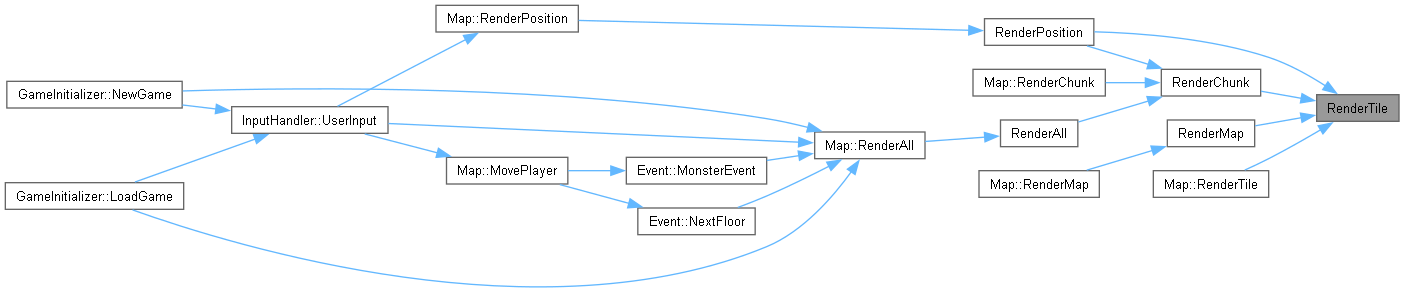 Map::RenderPosition
RenderPosition
GameInitializer::NewGame
Map::RenderChunk
RenderChunk
InputHandler::UserInput
RenderTile
RenderAll
RenderMap
Map::RenderAll
Map::MovePlayer
Event::MonsterEvent
Map::RenderMap
Map::RenderTile
GameInitializer::LoadGame
Event::NextFloor